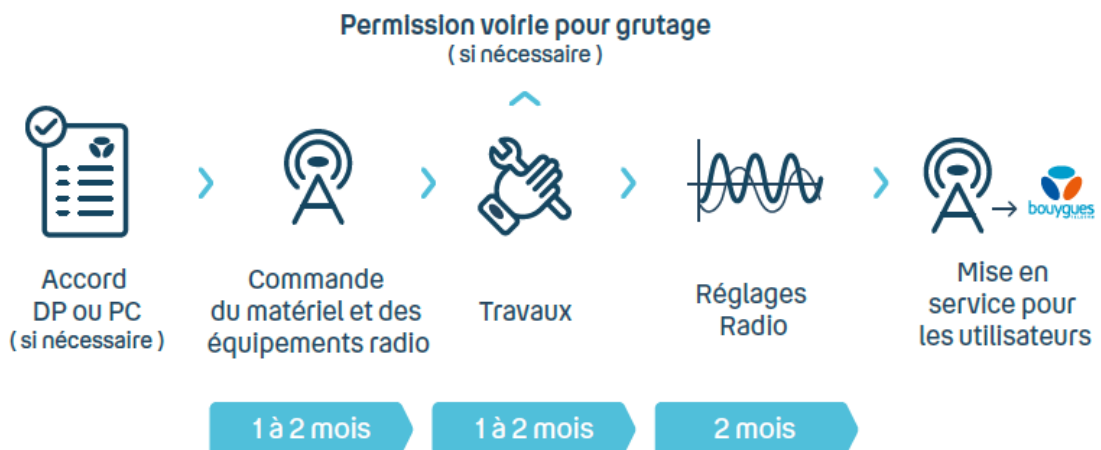 Permission voirie pour grutage
( si nécessaire )
Accord
DP ou PC
( si nécessaire )
Commande
du matériel et des
équipements radio
Travaux
Réglages
Radio
bouygues
TELECOM
Mise en
service pour
les utilisateurs
1 à 2 mois
1 à 2 mois
2 mois